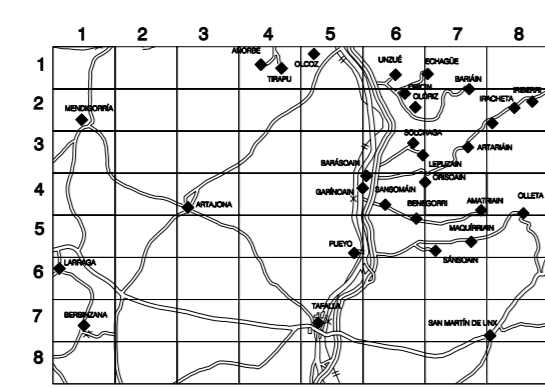 1 2 3 4 5 6 7 8
AÑORBE
TIRAPU
OLCOZ
UNZUÉ
ECHAGÜE
1
ORICIN
BARIÁIN
IRIBERRI
2
OLÓRIZ
IRACHETA
MENDIGORRÍA
SOLCHAGA
3
ARTARIÁIN
BARÁSOAIN
LEPUZAIN
ORISOAIN
4
GARÍNOAIN
SANSOMÁIN
ARTAJONA
BENEGORRI
AMATRIAIN
OLLETA
5
MAQUÍRRIAIN
PUEYO
SÁNSOAIN
LARRAGA
6
TAFALLA
BERBINZANA
7
SAN MARTÍN DE UNX
8